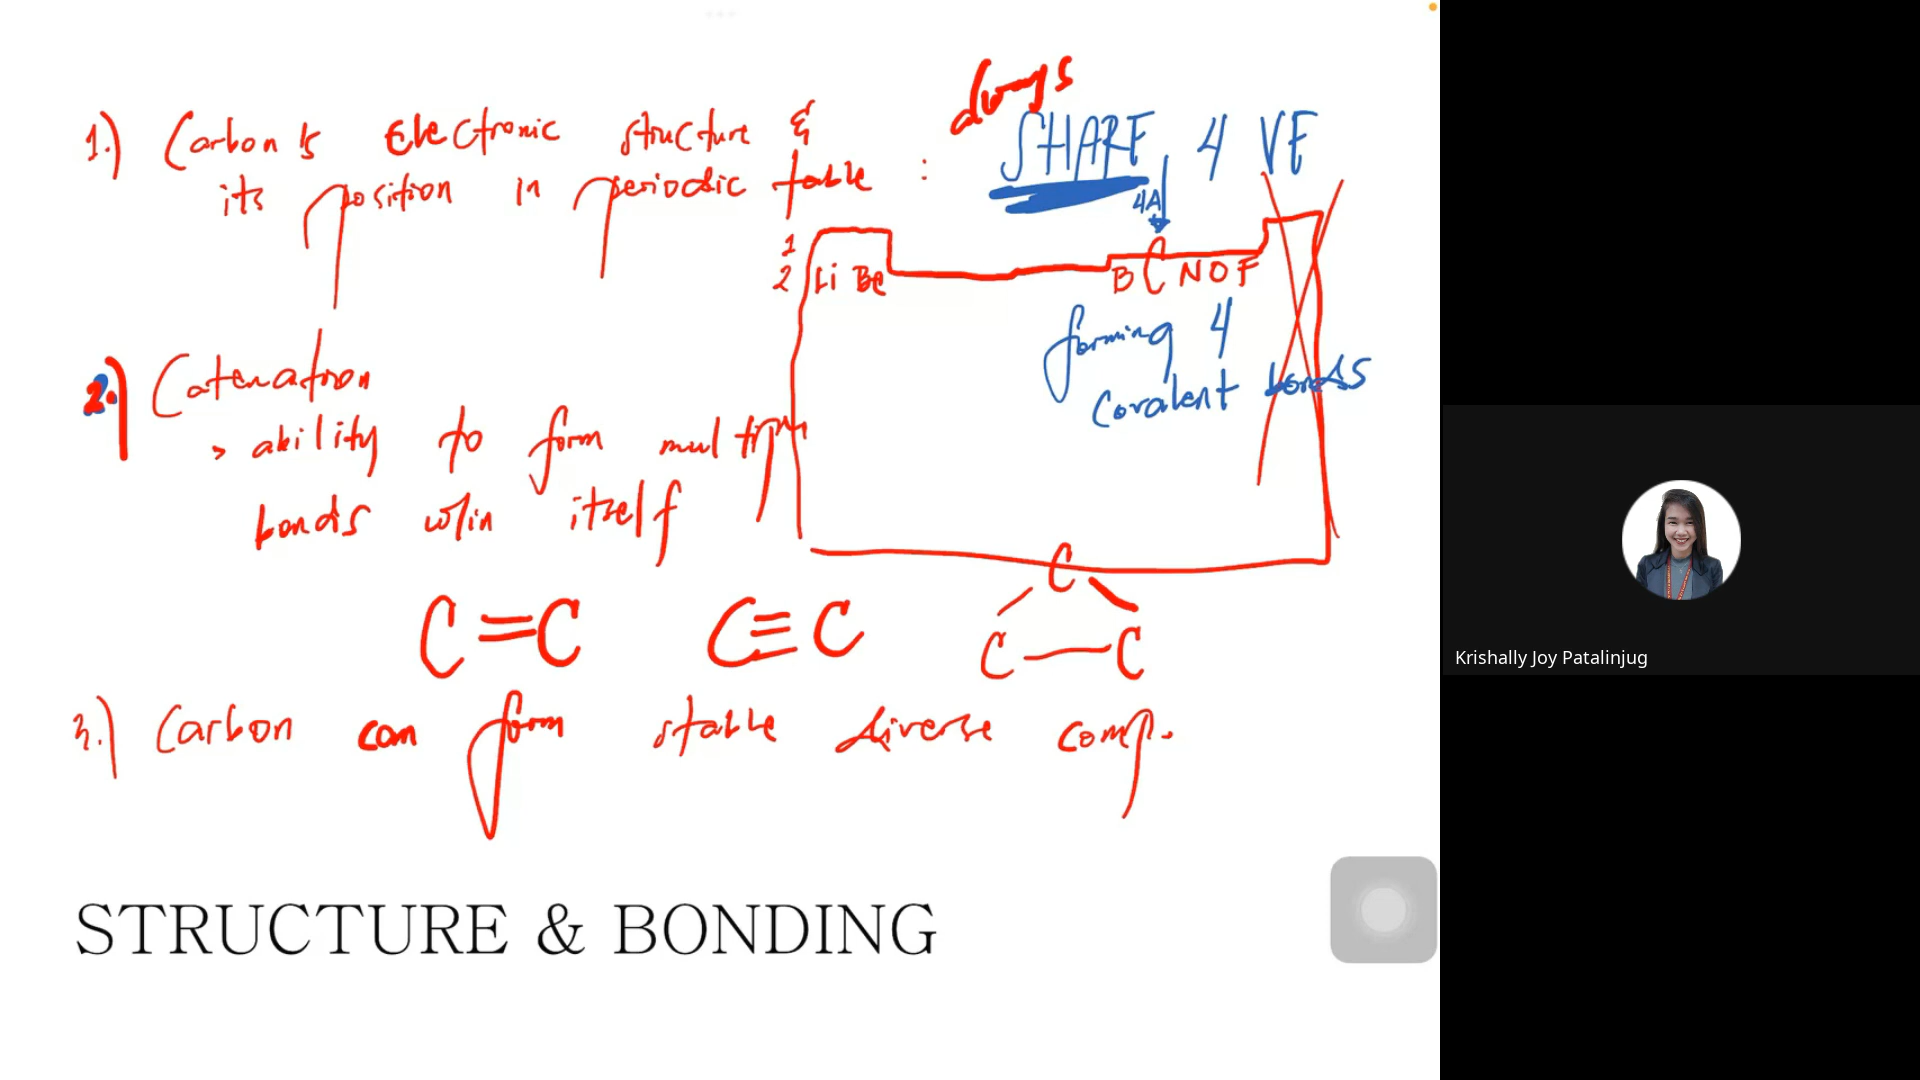 1.) Carbon's electronic structure &
its position in periodic table :
always
SHARE 4 VE
4A
1
2 Li Be B C N O F
forming 4
covalent bonds
2.) Catenation
> ability to form multiple
bonds w/in itself
C=C C≡C
C
C — C
3.) Carbon can form stable diverse comp.
STRUCTURE & BONDING
Krishally Joy Patalinjug